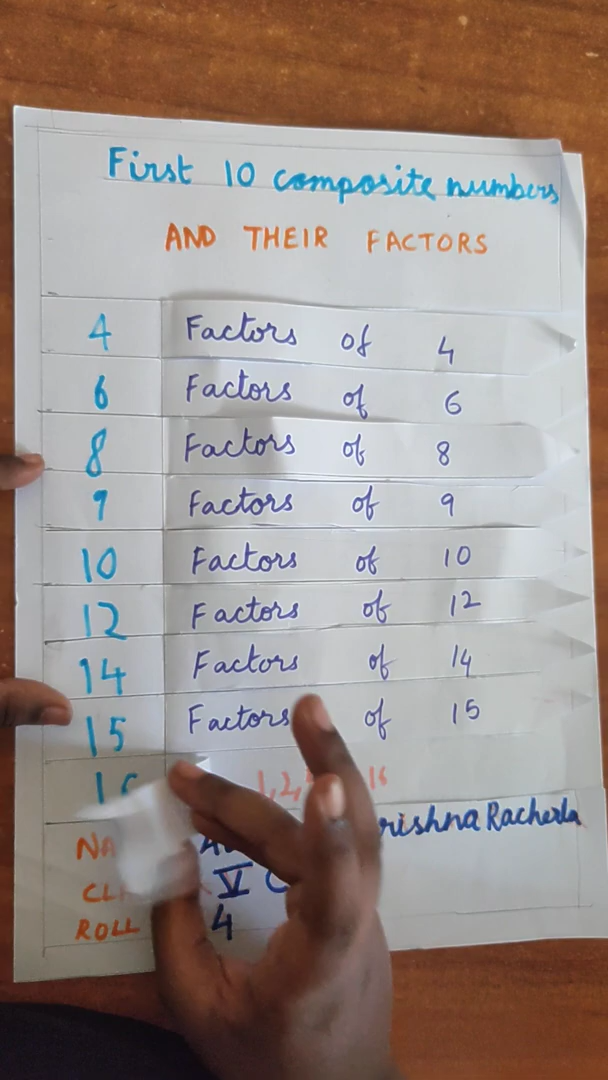 First 10 composite numbers
AND THEIR FACTORS
4 Factors of 4
6 Factors of 6
8 Factors of 8
9 Factors of 9
10 Factors of 10
12 Factors of 12
14 Factors of 14
15 Factors of 15
1,2, 16
Racherla
V C
ROLL 4